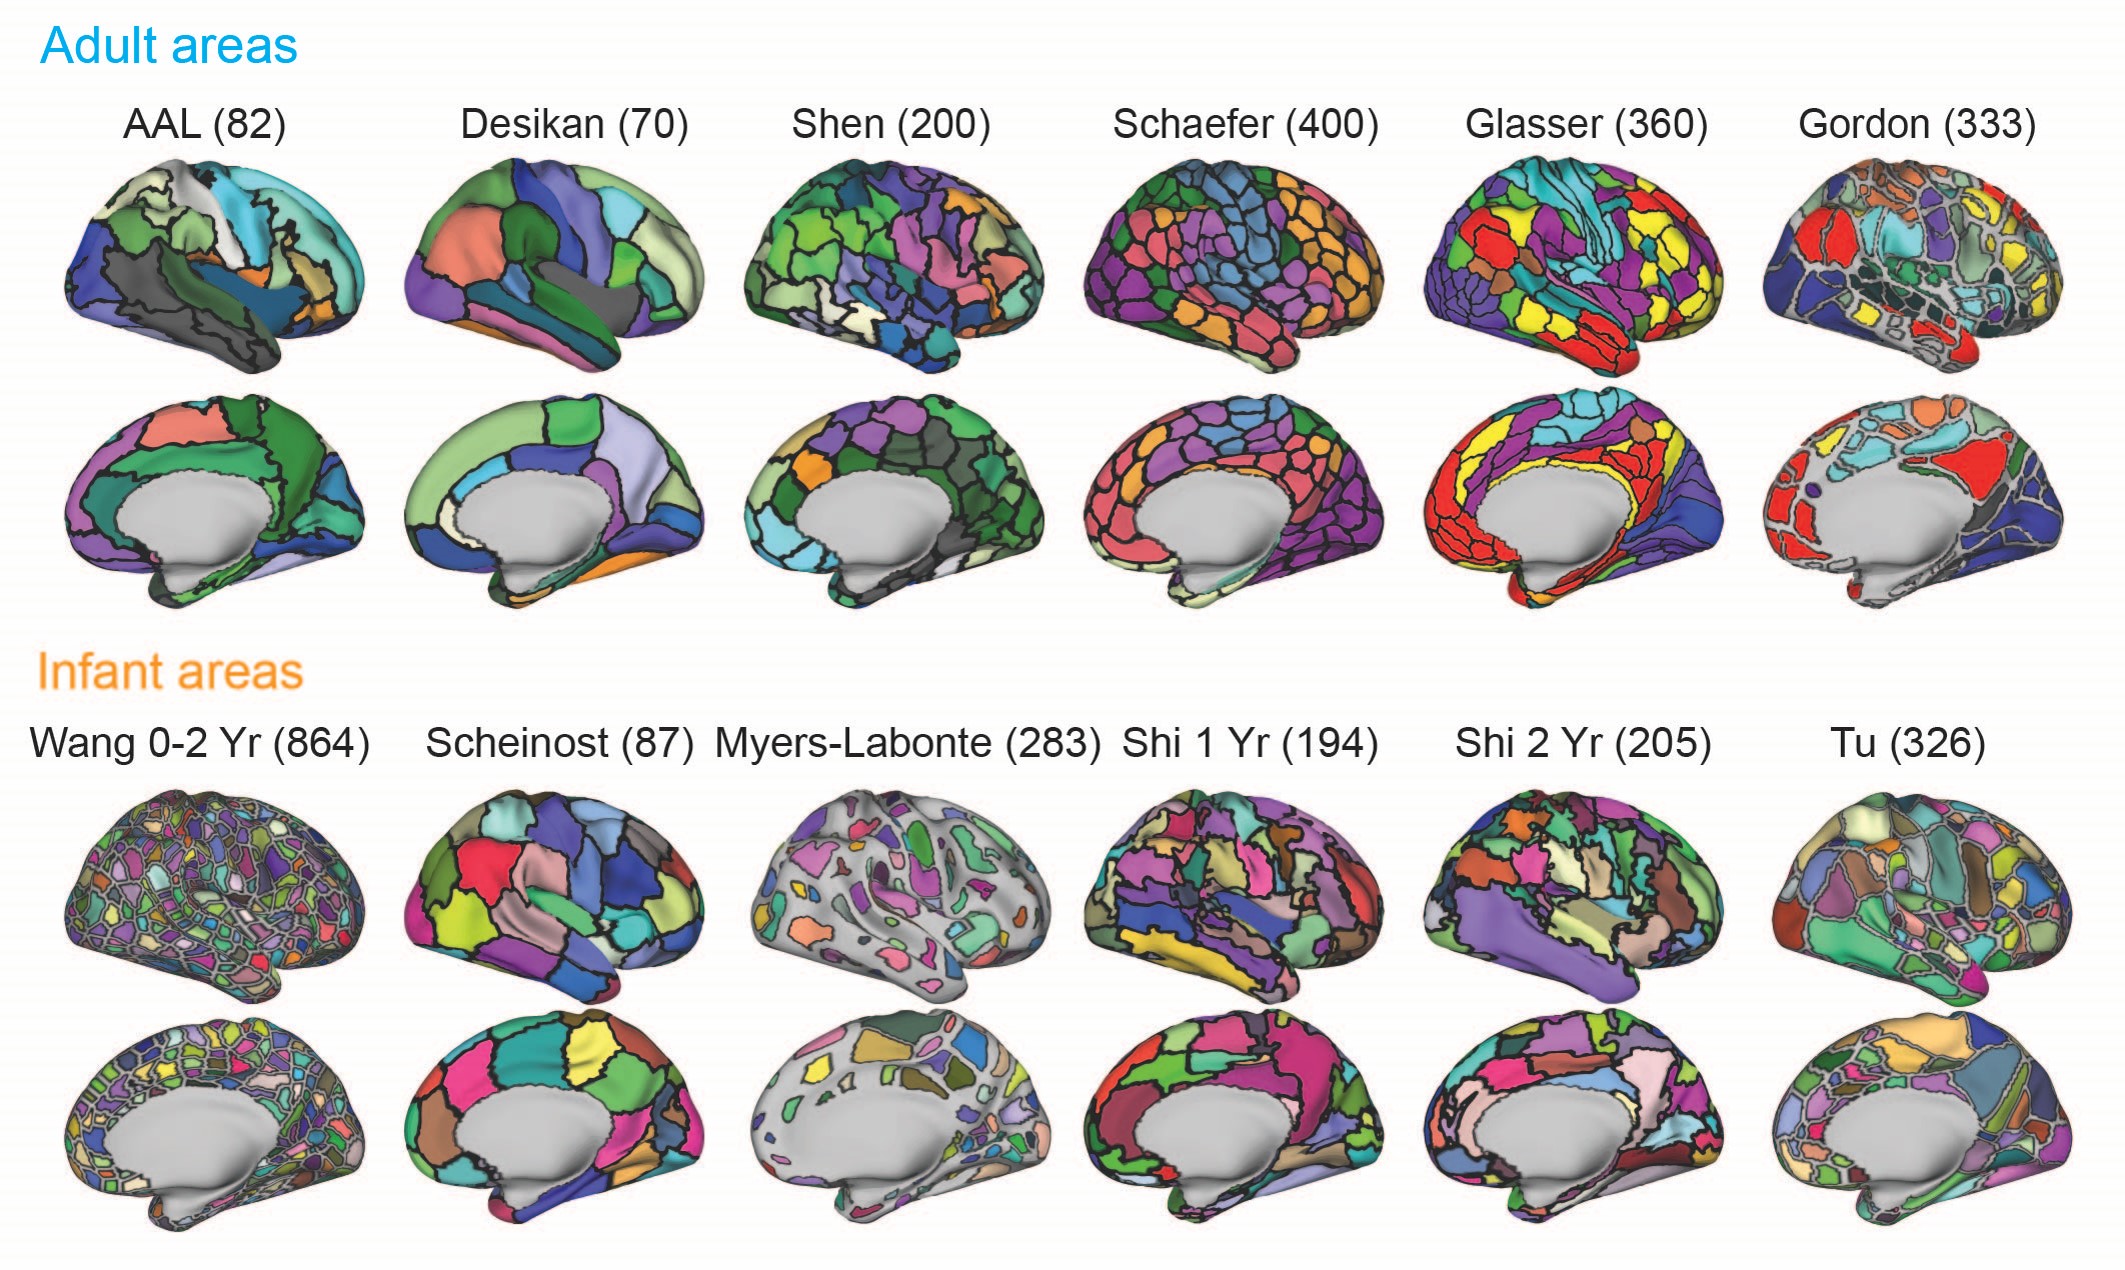 Adult areas
AAL (82) Desikan (70) Shen (200) Schaefer (400) Glasser (360) Gordon (333)
Infant areas
Wang 0-2 Yr (864) Scheinost (87) Myers-Labonte (283) Shi 1 Yr (194) Shi 2 Yr (205) Tu (326)